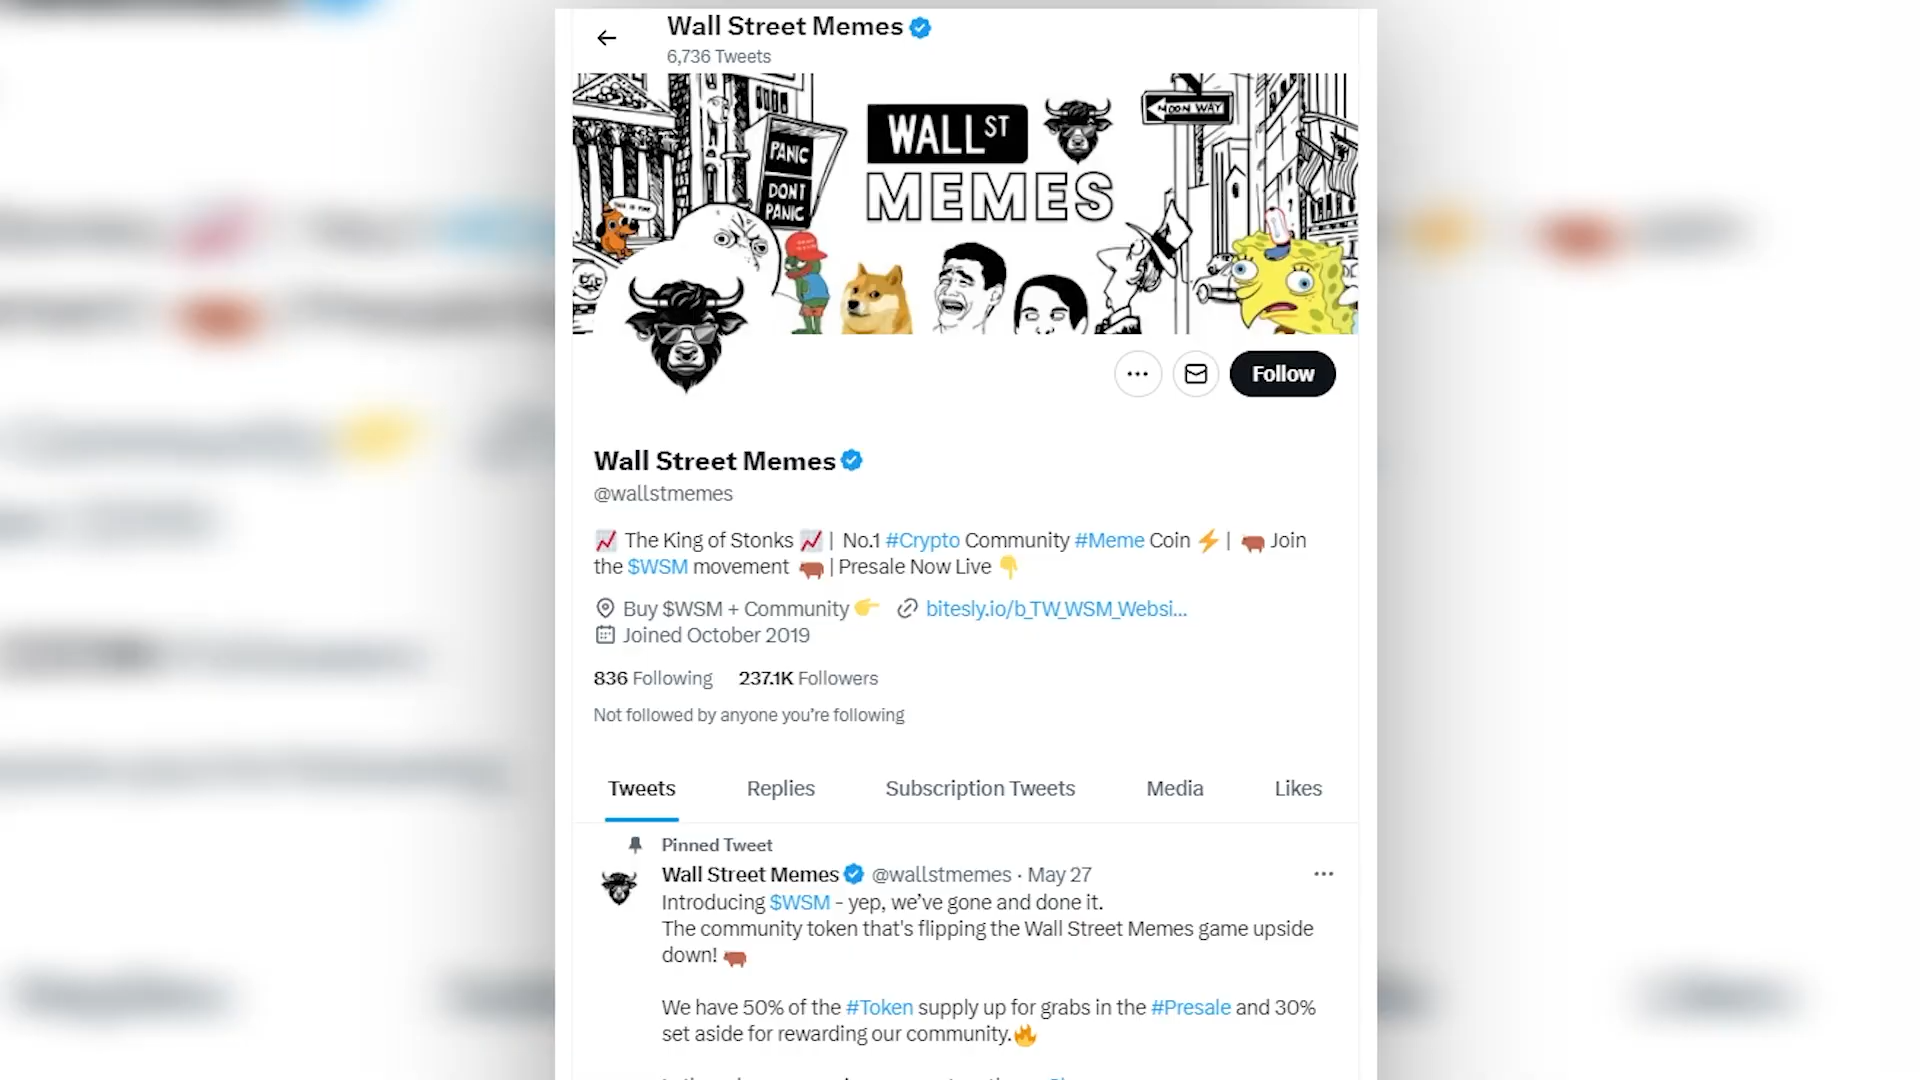 Wall Street Memes
6,736 Tweets
PANIC
DONT
PANIC
WALL ST
MEMES
MOON WAY
THIS IS FINE
Follow
Wall Street Memes
@wallstmemes
The King of Stonks | No.1 #Crypto Community #Meme Coin | Join
the $WSM movement | Presale Now Live
Buy $WSM + Community bitesly.io/b_TW_WSM_Websi...
Joined October 2019
836 Following 237.1K Followers
Not followed by anyone you're following
Tweets Replies Subscription Tweets Media Likes
Pinned Tweet
Wall Street Memes @wallstmemes · May 27
Introducing $WSM - yep, we've gone and done it.
The community token that's flipping the Wall Street Memes game upside
down!
We have 50% of the #Token supply up for grabs in the #Presale and 30%
set aside for rewarding our community.